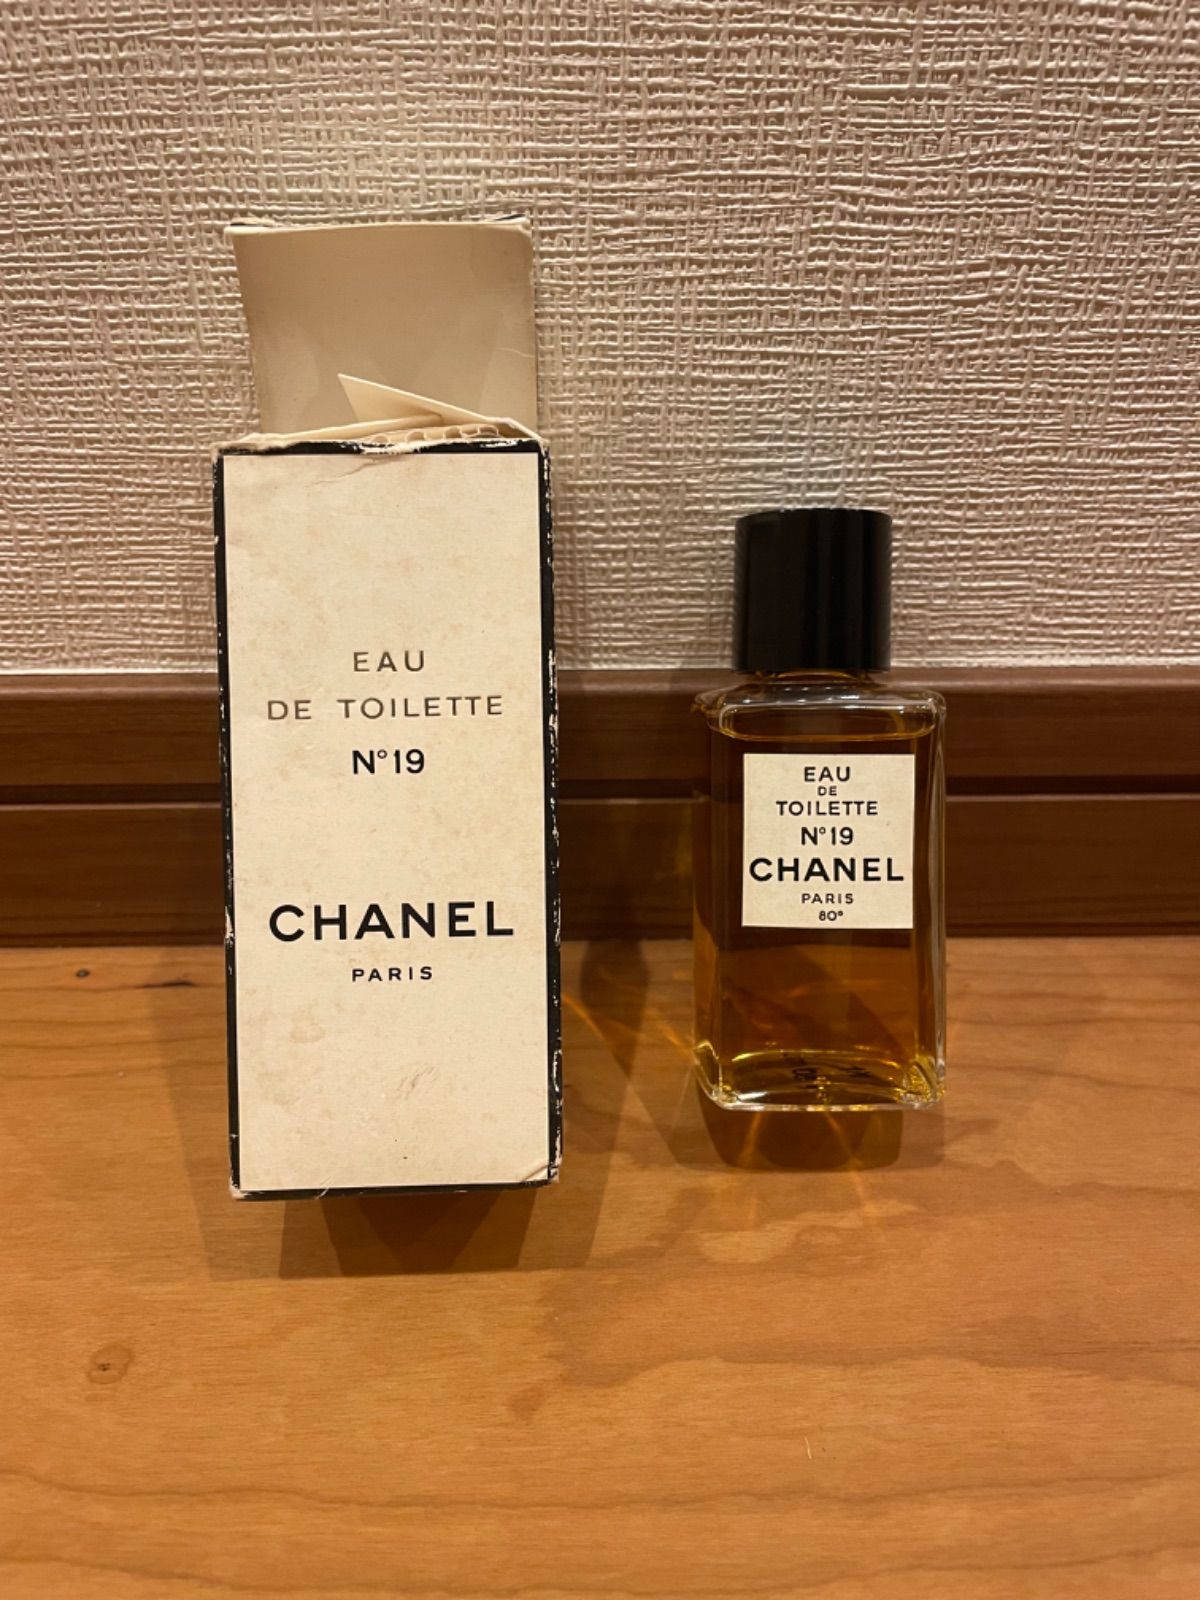 EAU
DE TOILETTE
N°19
CHANEL
PARIS
EAU
DE
TOILETTE
N°19
CHANEL
PARIS
80°